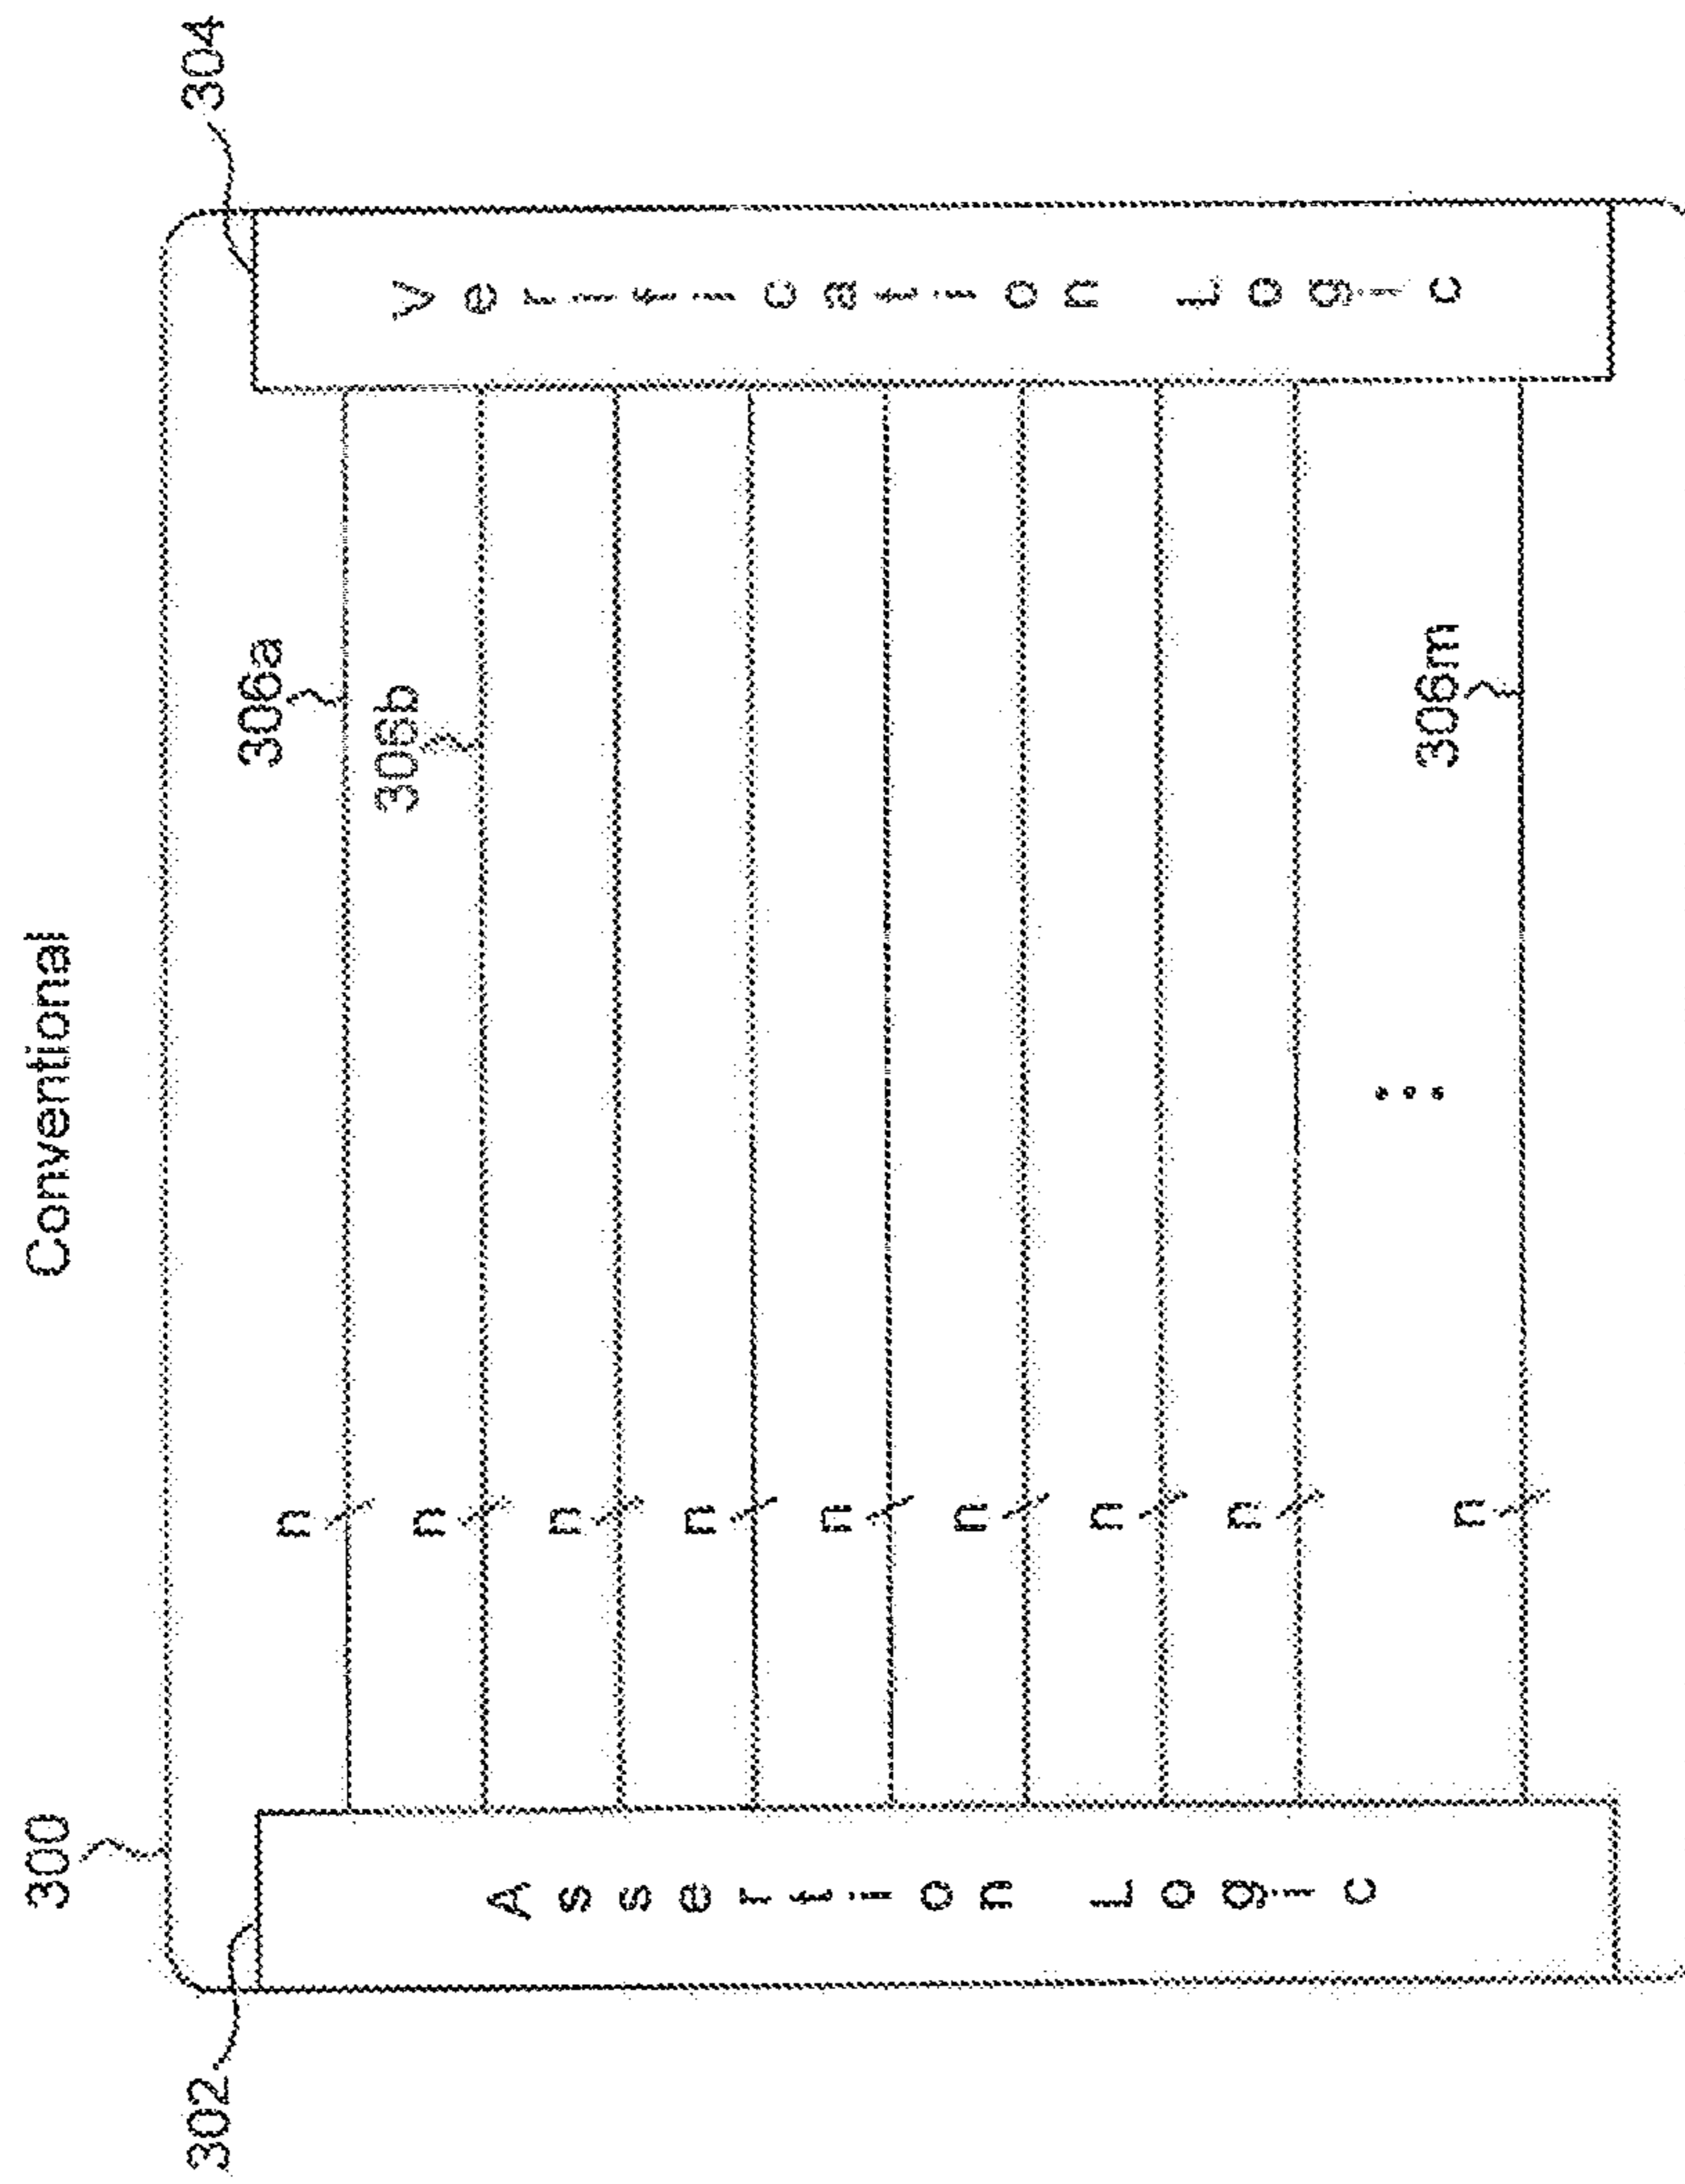 Conventional
300
302
304
306a
306b
306m
n
n
n
n
n
n
n
n
n
Assertion Logic
Verification Logic
...